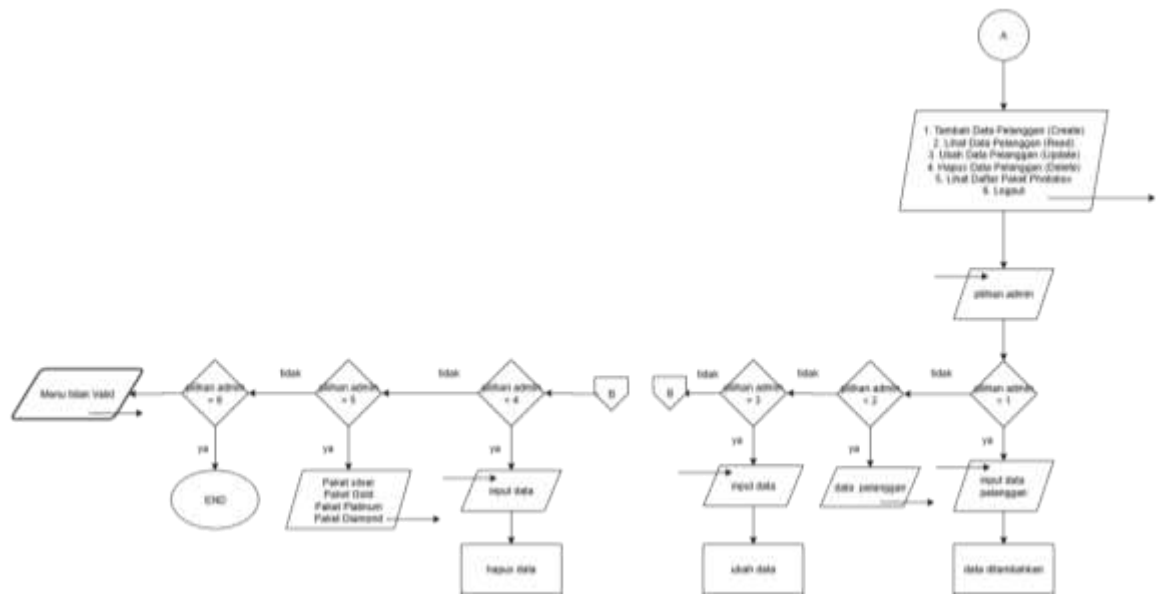 A
1. Tambah Data Pelanggan (Create)
2. Lihat Data Pelanggan (Read)
3. Ubah Data Pelanggan (Update)
4. Hapus Data Pelanggan (Delete)
5. Lihat Daftar Paket Photobox
6. Logout
pilihan admin
Menu tidak Valid
pilihan admin
= 6
tidak
pilihan admin
= 5
tidak
pilihan admin
= 4
B
B
tidak
pilihan admin
= 3
tidak
pilihan admin
= 2
tidak
pilihan admin
= 1
ya
ya
ya
ya
ya
ya
END
Paket silver
Paket Gold
Paket Platinum
Paket Diamond
input data
input data
data pelanggan
input data
pelanggan
hapus data
ubah data
data ditambahkan